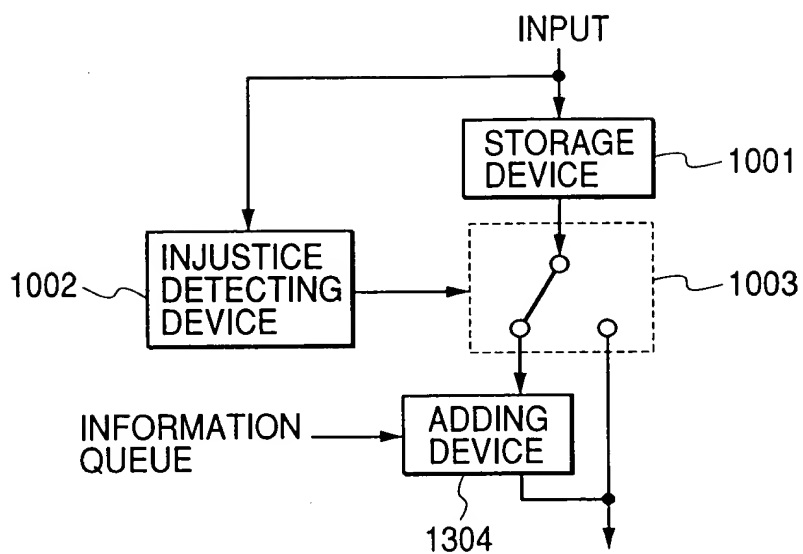 INPUT
STORAGE
DEVICE
1001
INJUSTICE
DETECTING
DEVICE
1002
1003
INFORMATION
QUEUE
ADDING
DEVICE
1304